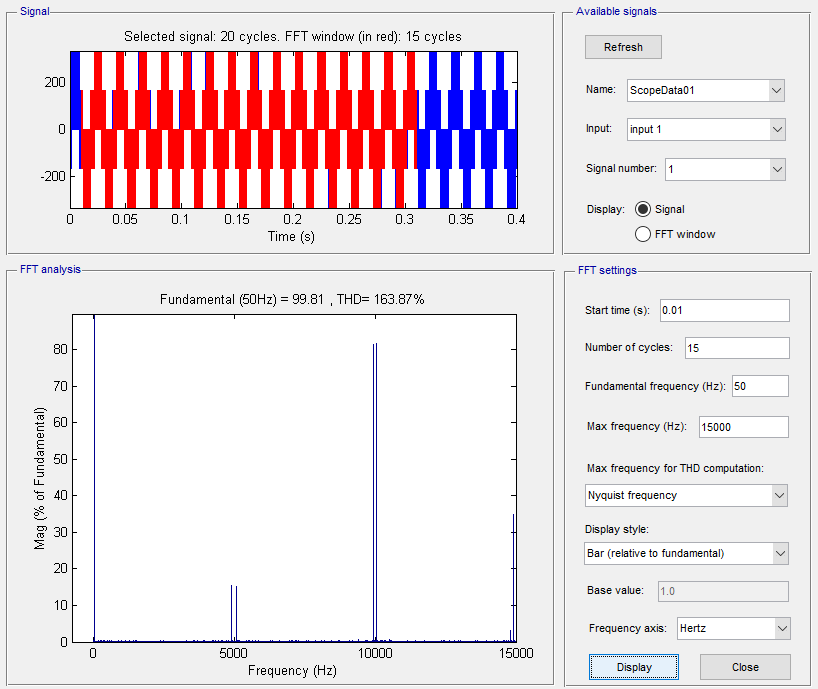 Signal
Selected signal: 20 cycles. FFT window (in red): 15 cycles
200
0
-200
0 0.05 0.1 0.15 0.2 0.25 0.3 0.35 0.4
Time (s)
Available signals
Refresh
Name: ScopeData01
Input: input 1
Signal number: 1
Display: Signal
FFT window
FFT analysis
Fundamental (50Hz) = 99.81 , THD= 163.87%
Mag (% of Fundamental)
80
70
60
50
40
30
20
10
0
0 5000 10000 15000
Frequency (Hz)
FFT settings
Start time (s): 0.01
Number of cycles: 15
Fundamental frequency (Hz): 50
Max frequency (Hz): 15000
Max frequency for THD computation:
Nyquist frequency
Display style:
Bar (relative to fundamental)
Base value: 1.0
Frequency axis: Hertz
Display Close